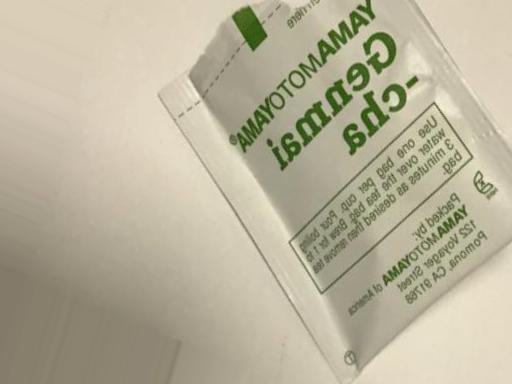 arrière
YAMAMOTOYAMA®
Genmai
-cha
Use one bag per cup. Pour boiling
water over the tea bag. Brew for 1 to
3 minutes as desired then remove tea
bag.
Packed by:
YAMAMOTOYAMA of America
122 Voyager Street
Pomona, CA 91768